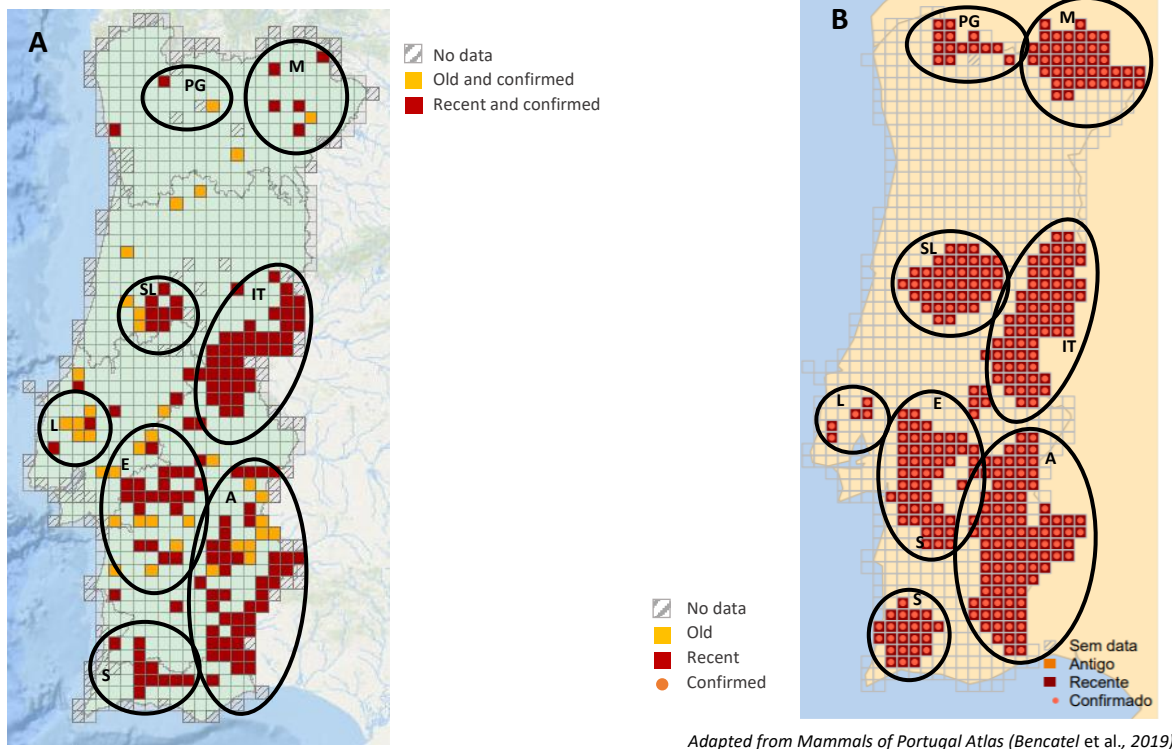 A
PG
M
SL
IT
L
E
A
S
No data
Old and confirmed
Recent and confirmed
No data
Old
Recent
Confirmed
B
PG
M
SL
IT
L
E
A
S
S
Sem data
Antigo
Recente
Confirmado
Adapted from Mammals of Portugal Atlas (Bencatel et al., 2019)